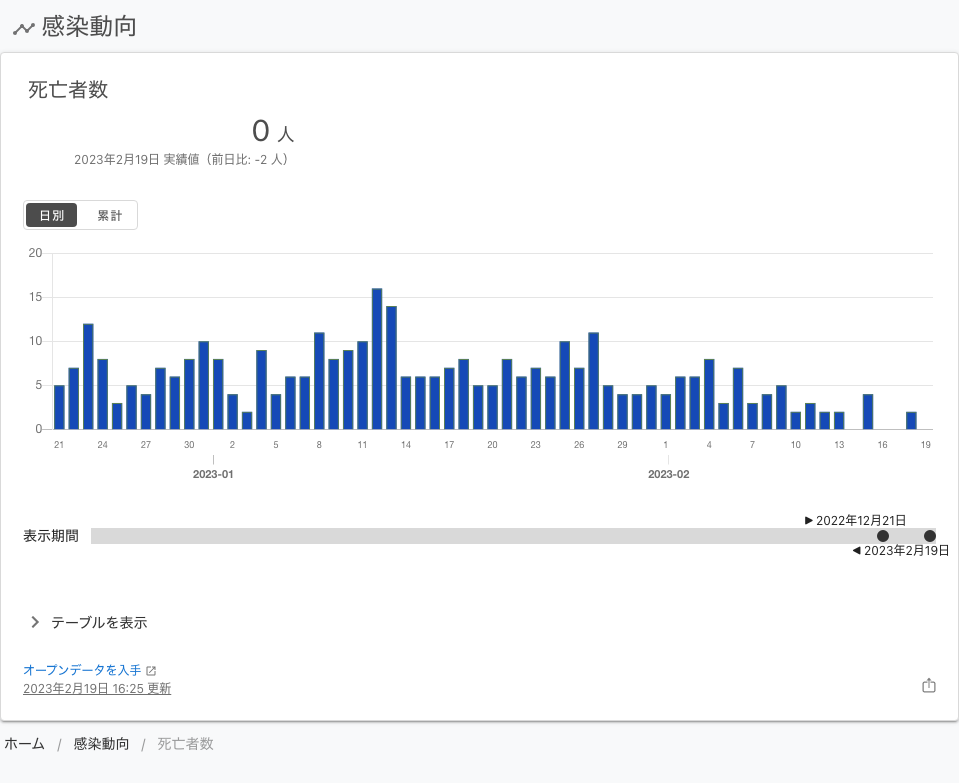 感染動向
死亡者数
0 人
2023年2月19日 実績値（前日比: -2 人）
日別 累計
20
15
10
5
0
21 24 27 30 2 5 8 11 14 17 20 23 26 29 1 4 7 10 13 16 19
2023-01 2023-02
2022年12月21日
表示期間
2023年2月19日
テーブルを表示
オープンデータを入手
2023年2月19日 16:25 更新
ホーム / 感染動向 / 死亡者数